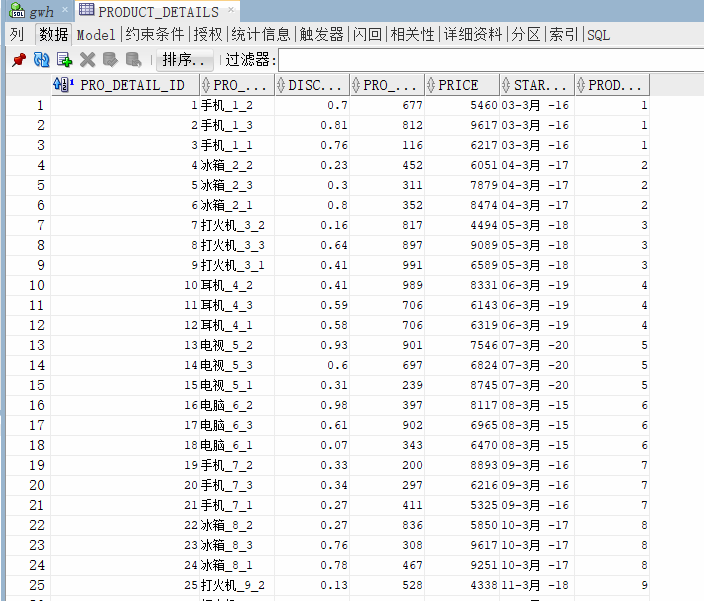 gwh × PRODUCT_DETAILS ×
列 数据 Model 约束条件 授权 统计信息 触发器 闪回 相关性 详细资料 分区 索引 SQL
排序.. 过滤器:
PRO_DETAIL_ID PRO_... DISC... PRO_... PRICE STAR... PROD...
1 1 手机_1_2 0.7 677 5460 03-3月 -16 1
2 2 手机_1_3 0.81 812 9617 03-3月 -16 1
3 3 手机_1_1 0.76 116 6217 03-3月 -16 1
4 4 冰箱_2_2 0.23 452 6051 04-3月 -17 2
5 5 冰箱_2_3 0.3 311 7879 04-3月 -17 2
6 6 冰箱_2_1 0.8 352 8474 04-3月 -17 2
7 7 打火机_3_2 0.16 817 4494 05-3月 -18 3
8 8 打火机_3_3 0.64 897 9089 05-3月 -18 3
9 9 打火机_3_1 0.41 991 6589 05-3月 -18 3
10 10 耳机_4_2 0.41 989 8331 06-3月 -19 4
11 11 耳机_4_3 0.59 706 6143 06-3月 -19 4
12 12 耳机_4_1 0.58 706 6319 06-3月 -19 4
13 13 电视_5_2 0.93 901 7546 07-3月 -20 5
14 14 电视_5_3 0.6 697 6824 07-3月 -20 5
15 15 电视_5_1 0.31 239 8745 07-3月 -20 5
16 16 电脑_6_2 0.98 397 8117 08-3月 -15 6
17 17 电脑_6_3 0.61 902 6965 08-3月 -15 6
18 18 电脑_6_1 0.07 343 6470 08-3月 -15 6
19 19 手机_7_2 0.33 200 8893 09-3月 -16 7
20 20 手机_7_3 0.34 297 6216 09-3月 -16 7
21 21 手机_7_1 0.27 411 5325 09-3月 -16 7
22 22 冰箱_8_2 0.27 836 5850 10-3月 -17 8
23 23 冰箱_8_3 0.76 308 9617 10-3月 -17 8
24 24 冰箱_8_1 0.78 467 9251 10-3月 -17 8
25 25 打火机_9_2 0.13 528 4338 11-3月 -18 9